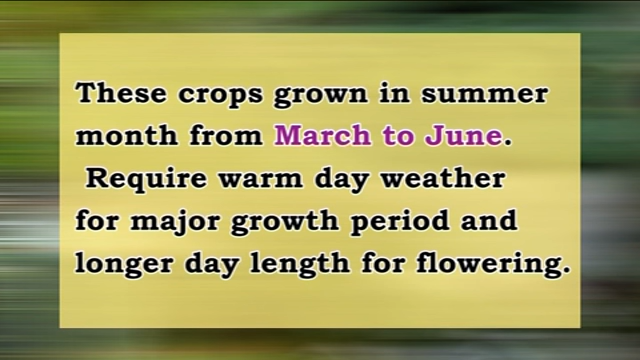 These crops grown in summer
month from March to June.
Require warm day weather
for major growth period and
longer day length for flowering.